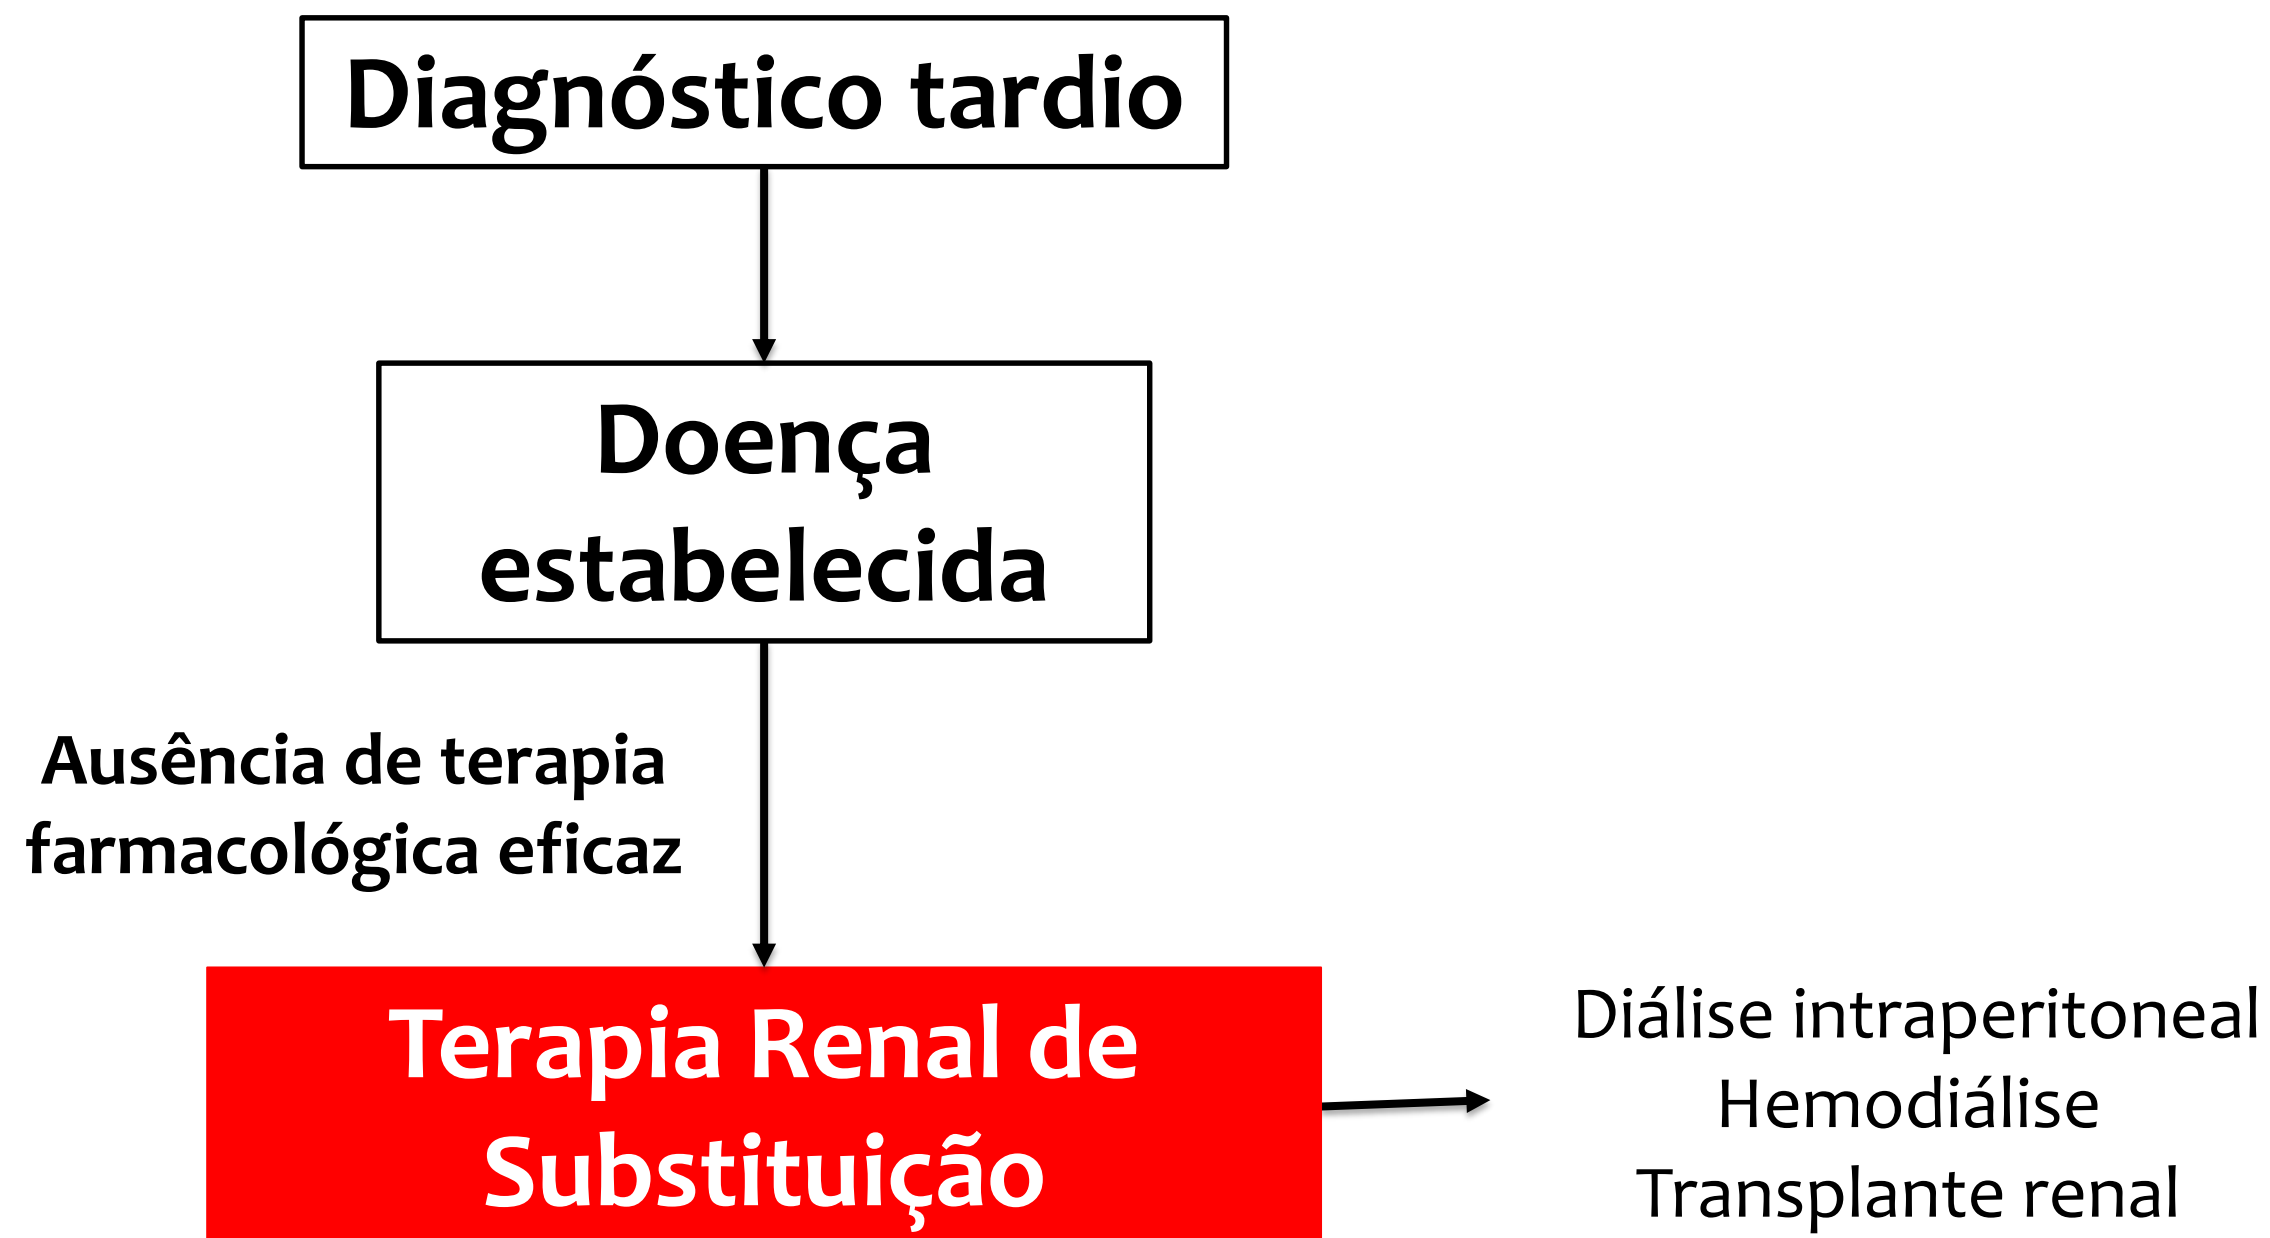 Diagnóstico tardio
Doença
estabelecida
Ausência de terapia
farmacológica eficaz
Terapia Renal de
Substituição
Diálise intraperitoneal
Hemodiálise
Transplante renal